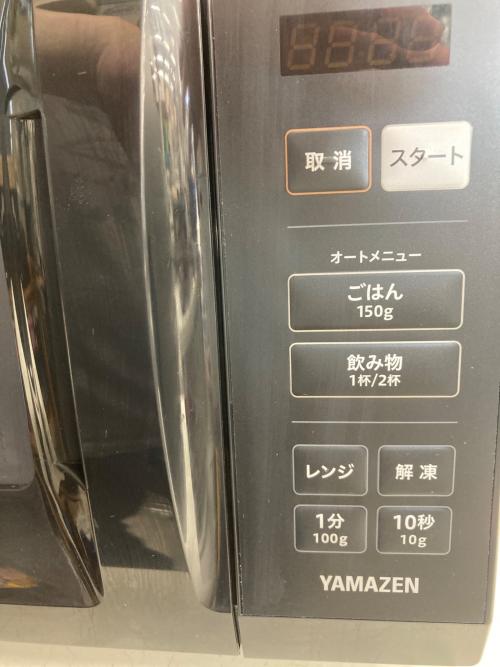 取消 スタート
オートメニュー
ごはん
150g
飲み物
1杯/2杯
レンジ 解凍
1分 10秒
100g 10g
YAMAZEN